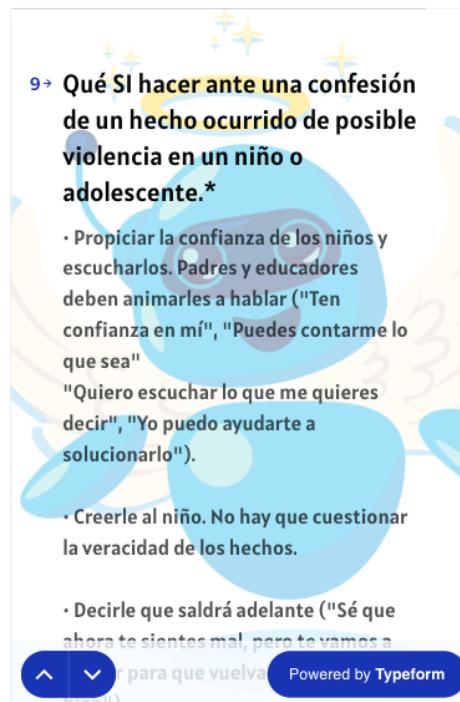 9→ Qué SI hacer ante una confesión
de un hecho ocurrido de posible
violencia en un niño o
adolescente.*
· Propiciar la confianza de los niños y
escucharlos. Padres y educadores
deben animarles a hablar ("Ten
confianza en mí", "Puedes contarme lo
que sea"
"Quiero escuchar lo que me quieres
decir", "Yo puedo ayudarte a
solucionarlo").
· Creerle al niño. No hay que cuestionar
la veracidad de los hechos.
· Decirle que saldrá adelante ("Sé que
ahora te sientes mal, pero te vamos a
para que vuelva
Powered by Typeform